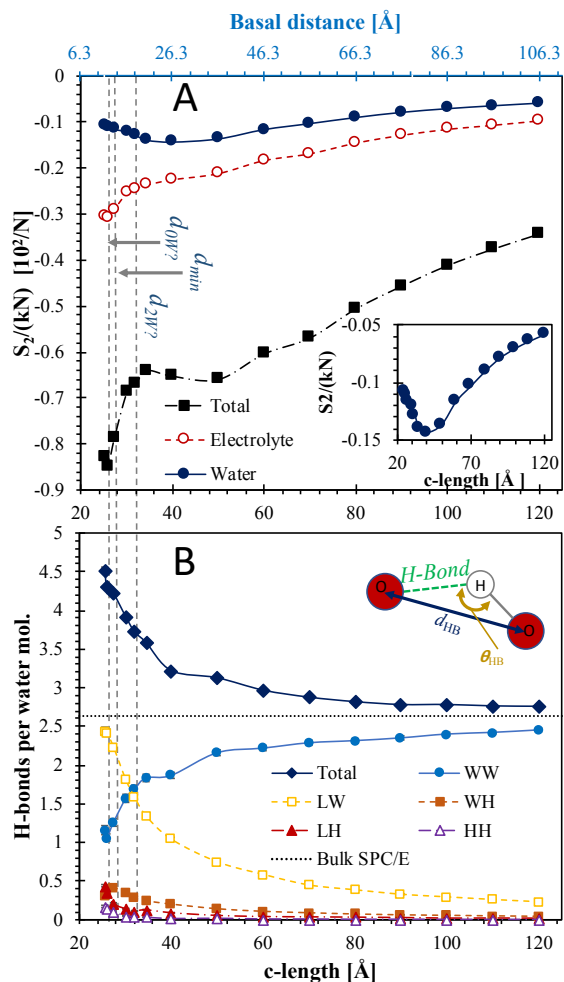 Basal distance [Å]
6.3 26.3 46.3 66.3 86.3 106.3
A
0
-0.1
-0.2
-0.3
-0.4
-0.5
-0.6
-0.7
-0.8
-0.9
S₂/(kN) [10²/N]
d0W?
dmin
d2W?
Total
Electrolyte
Water
-0.05
-0.1
-0.15
S2/(kN)
20 70 120
c-length [Å]
20 40 60 80 100 120
B
5
4.5
4
3.5
3
2.5
2
1.5
1
0.5
0
H-bonds per water mol.
H-Bond
O H O
dHB
θHB
Total WW
LW WH
LH HH
Bulk SPC/E
20 40 60 80 100 120
c-length [Å]